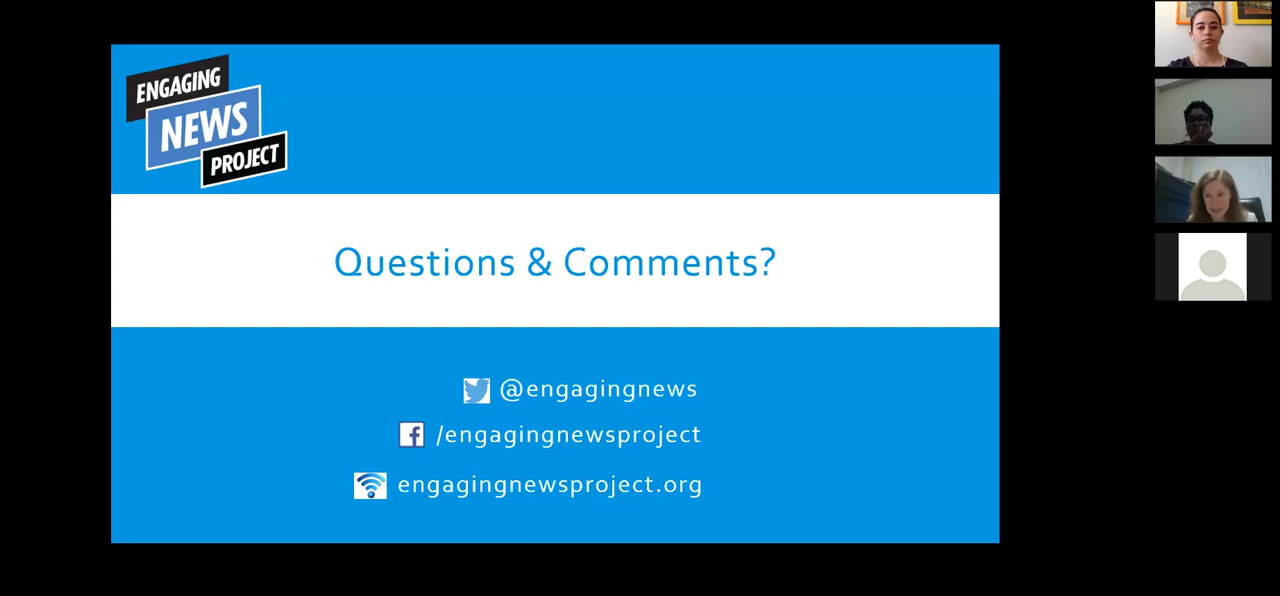 ENGAGING
NEWS
PROJECT
Questions & Comments?
@engagingnews
/engagingnewsproject
engagingnewsproject.org